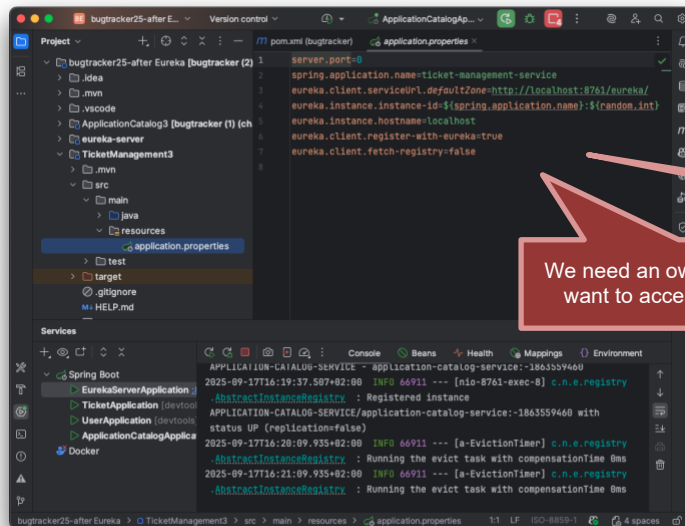 bugtracker25-after E...
Version control
ApplicationCatalogAp...
Project
pom.xml (bugtracker)
application.properties
bugtracker25-after Eureka [bugtracker (2)
.idea
.mvn
.vscode
ApplicationCatalog3 [bugtracker (1) (ch
eureka-server
TicketManagement3
.mvn
src
main
java
resources
application.properties
test
target
.gitignore
HELP.md
1 server.port=0
2 spring.application.name=ticket-management-service
3 eureka.client.serviceUrl.defaultZone=http://localhost:8761/eureka/
4 eureka.instance.instance-id=${spring.application.name}:${random.int}
5 eureka.instance.hostname=localhost
6 eureka.client.register-with-eureka=true
7 eureka.client.fetch-registry=false
8
We need an ow
want to acce
Services
Console
Beans
Health
Mappings
Environment
Spring Boot
EurekaServerApplication
TicketApplication [devtool
UserApplication [devtools]
ApplicationCatalogApplica
Docker
APPLICATION-CATALOG-SERVICE - application-catalog-service:-1863559460
2025-09-17T16:19:37.507+02:00 INFO 66911 --- [nio-8761-exec-8] c.n.e.registry
.AbstractInstanceRegistry : Registered instance
APPLICATION-CATALOG-SERVICE/application-catalog-service:-1863559460 with
status UP (replication=false)
2025-09-17T16:20:09.935+02:00 INFO 66911 --- [a-EvictionTimer] c.n.e.registry
.AbstractInstanceRegistry : Running the evict task with compensationTime 0ms
2025-09-17T16:21:09.935+02:00 INFO 66911 --- [a-EvictionTimer] c.n.e.registry
.AbstractInstanceRegistry : Running the evict task with compensationTime 0ms
bugtracker25-after Eureka > TicketManagement3 > src > main > resources > application.properties
1:1 LF ISO-8859-1 4 spaces